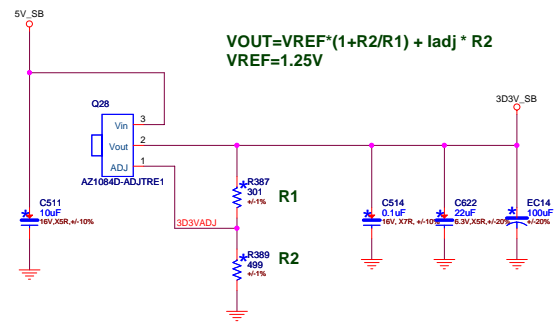 5V_SB
VOUT=VREF*(1+R2/R1) + Iadj * R2
VREF=1.25V
3D3V_SB
Q28
Vin 3
Vout 2
ADJ 1
AZ1084D-ADJTRE1
C511
10uF
16V, X5R,+/-10%
R387
301
+/-1%
R1
3D3VADJ
R389
499
+/-1%
R2
C514
0.1uF
16V, X7R, +/-10%
C622
22uF
6.3V,X5R,+/-20%
EC14
100uF
+/-20%